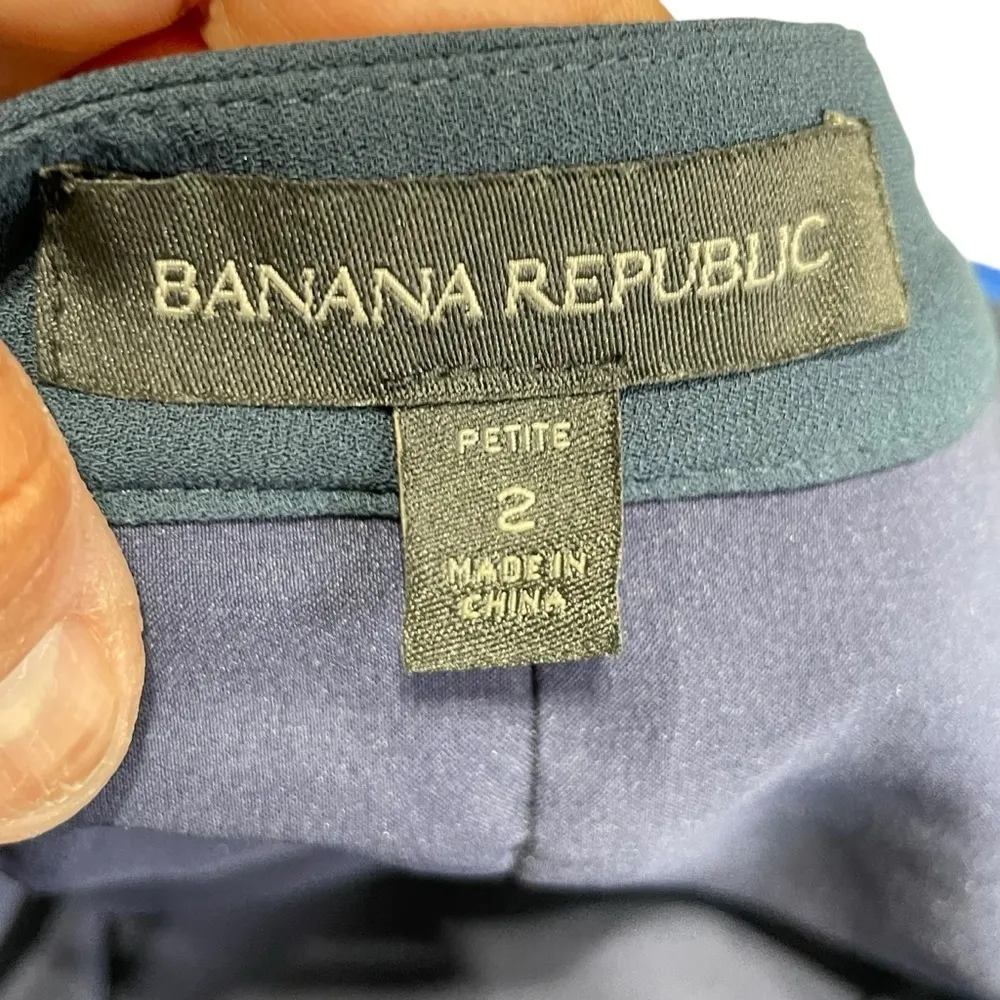 BANANA REPUBLIC
PETITE
2
MADE IN
CHINA